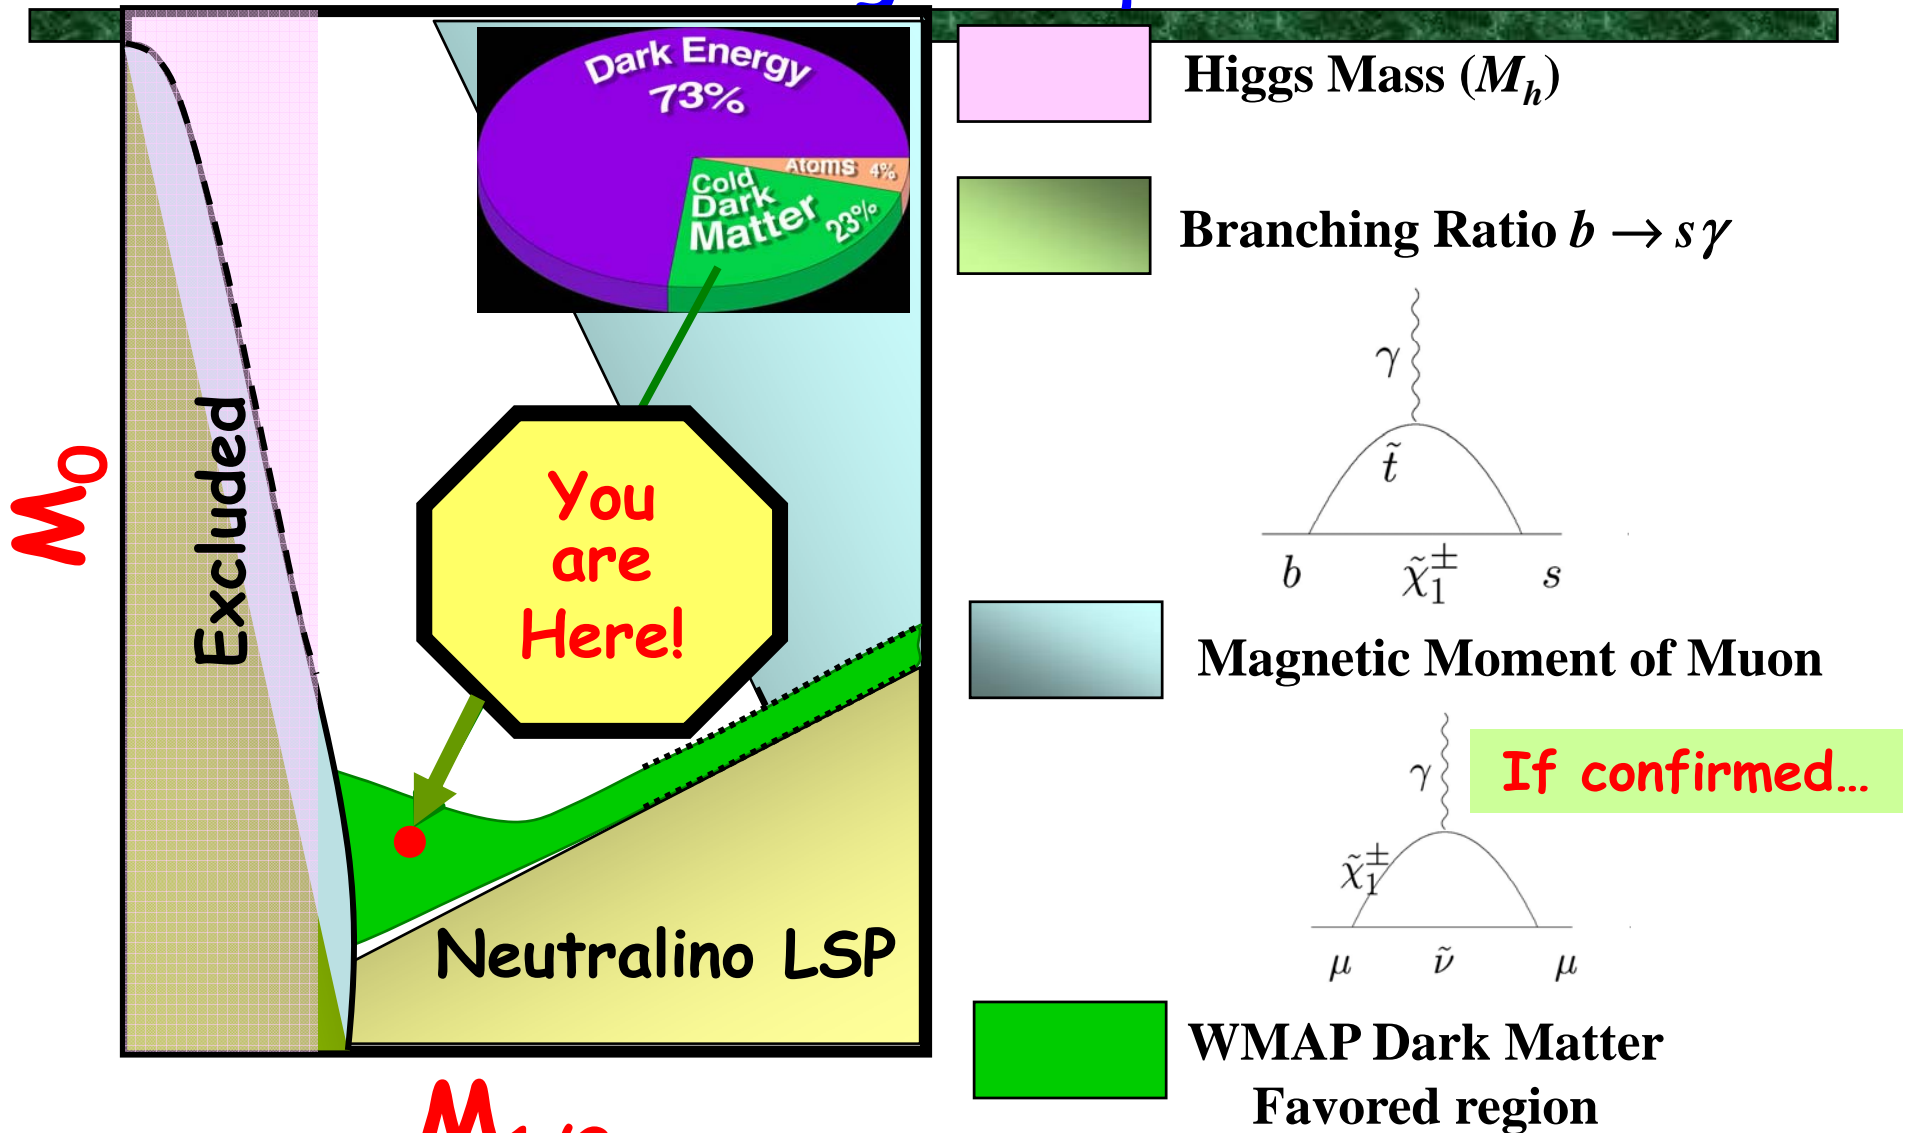 Dark Energy
73%
Atoms 4%
Cold
Dark
Matter 23%
Higgs Mass (Mₕ)
Branching Ratio b → sγ
γ
t̃
b χ̃₁^± s
M₀
Excluded
You
are
Here!
Magnetic Moment of Muon
If confirmed...
γ
χ̃₁^±
μ ν̃ μ
Neutralino LSP
WMAP Dark Matter
Favored region